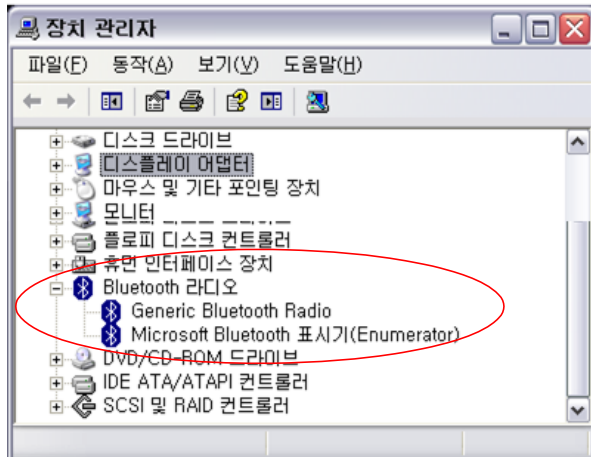 장치 관리자
파일(F) 동작(A) 보기(V) 도움말(H)
디스크 드라이브
디스플레이 어댑터
마우스 및 기타 포인팅 장치
모니터
플로피 디스크 컨트롤러
휴먼 인터페이스 장치
Bluetooth 라디오
Generic Bluetooth Radio
Microsoft Bluetooth 표시기(Enumerator)
DVD/CD-ROM 드라이브
IDE ATA/ATAPI 컨트롤러
SCSI 및 RAID 컨트롤러